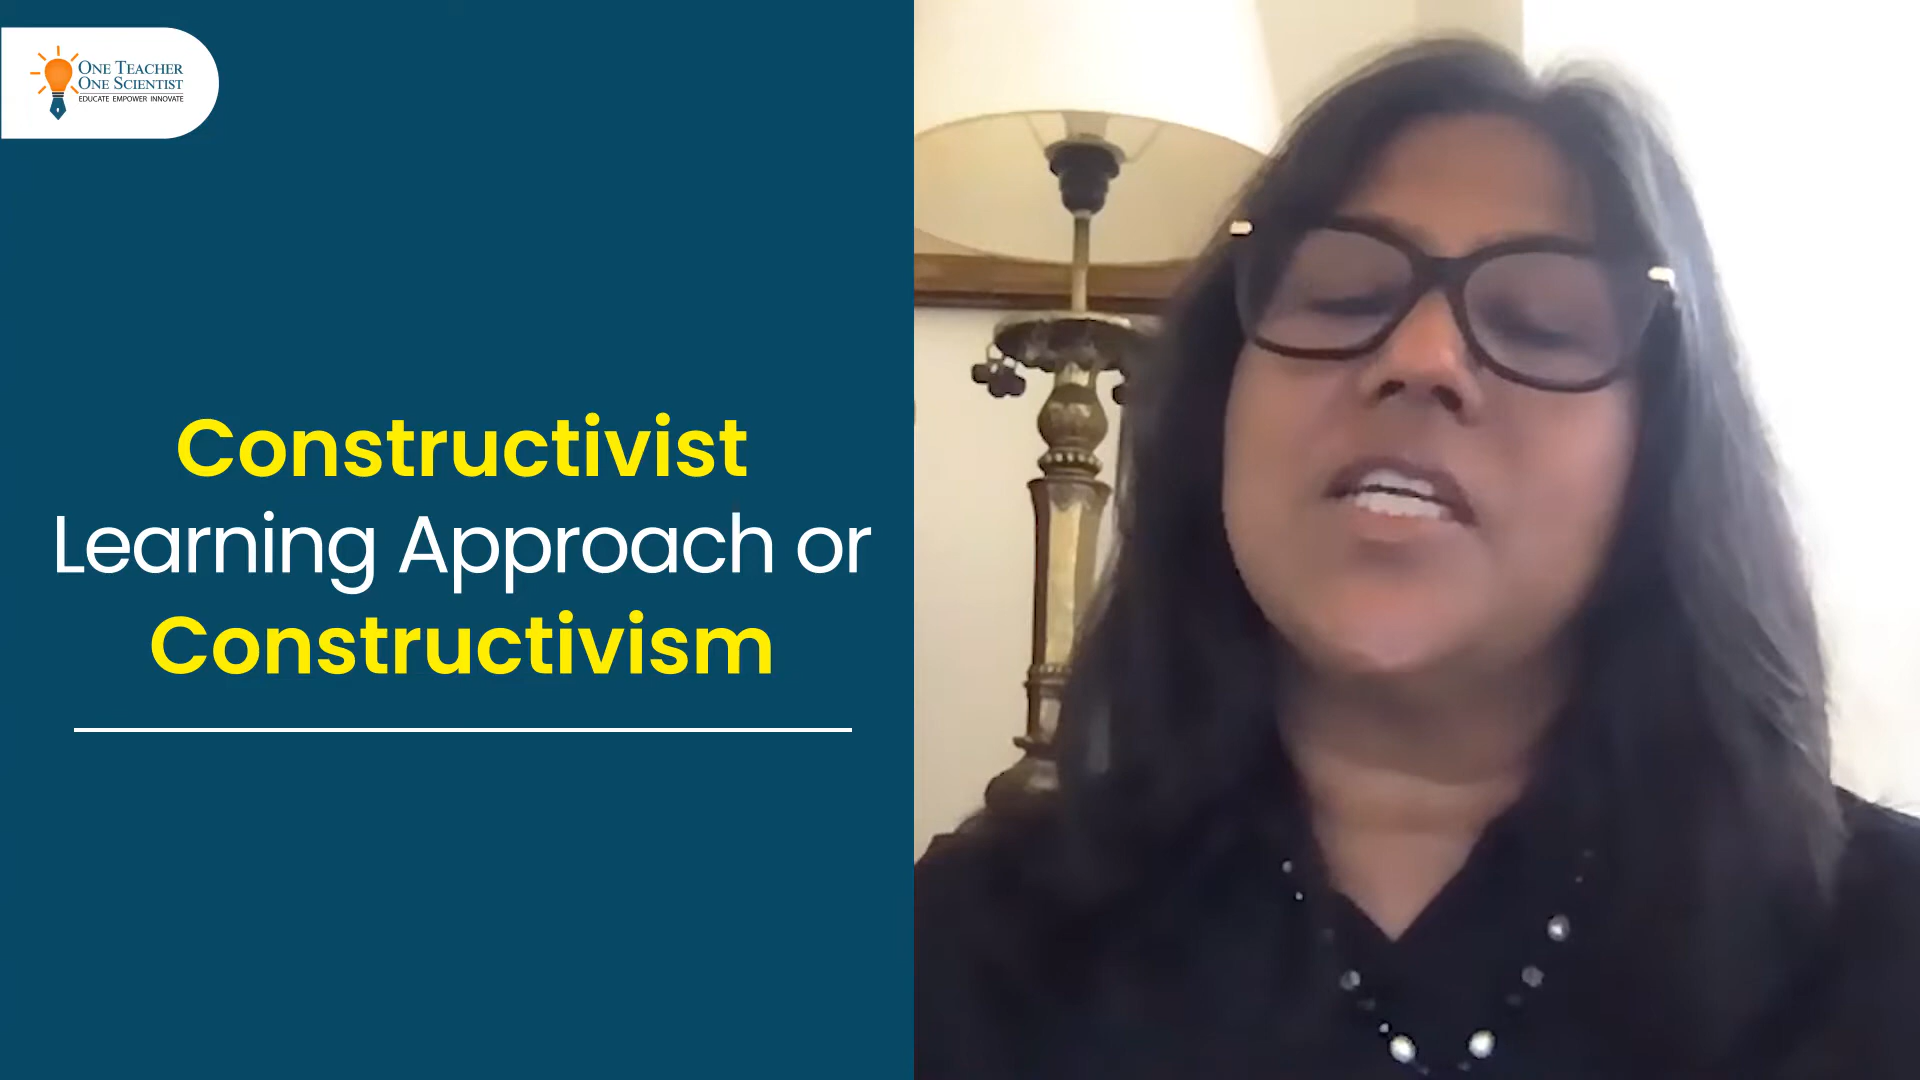 ONE TEACHER
ONE SCIENTIST
EDUCATE EMPOWER INNOVATE
Constructivist
Learning Approach or
Constructivism